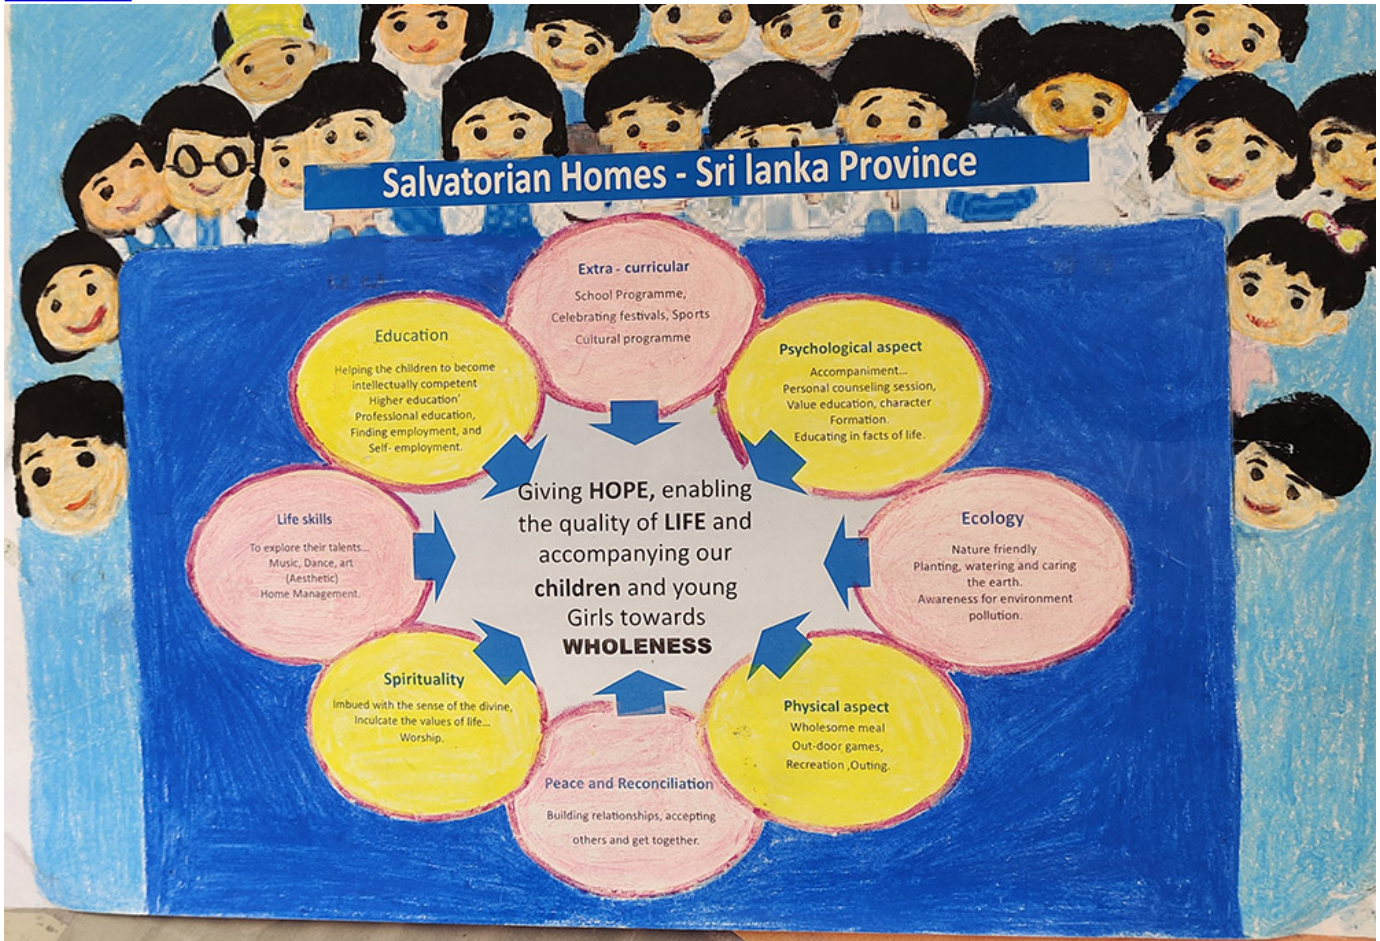 Salvatorian Homes - Sri lanka Province
Extra - curricular
School Programme,
Celebrating festivals, Sports
Cultural programme
Education
Helping the children to become
intellectually competent
Higher education'
Professional education,
Finding employment, and
Self- employment.
Psychological aspect
Accompaniment...
Personal counseling session,
Value education, character
Formation.
Educating in facts of life.
Life skills
To explore their talents...
Music, Dance, art
(Aesthetic)
Home Management.
Giving HOPE, enabling
the quality of LIFE and
accompanying our
children and young
Girls towards
WHOLENESS
Ecology
Nature friendly
Planting, watering and caring
the earth.
Awareness for environment
pollution.
Spirituality
Imbued with the sense of the divine,
Inculcate the values of life...
Worship.
Physical aspect
Wholesome meal
Out-door games,
Recreation ,Outing.
Peace and Reconciliation
Building relationships, accepting
others and get together.